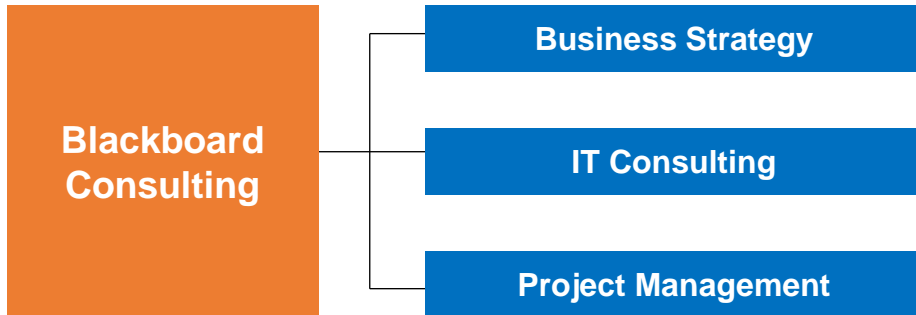 Blackboard
Consulting
Business Strategy
IT Consulting
Project Management